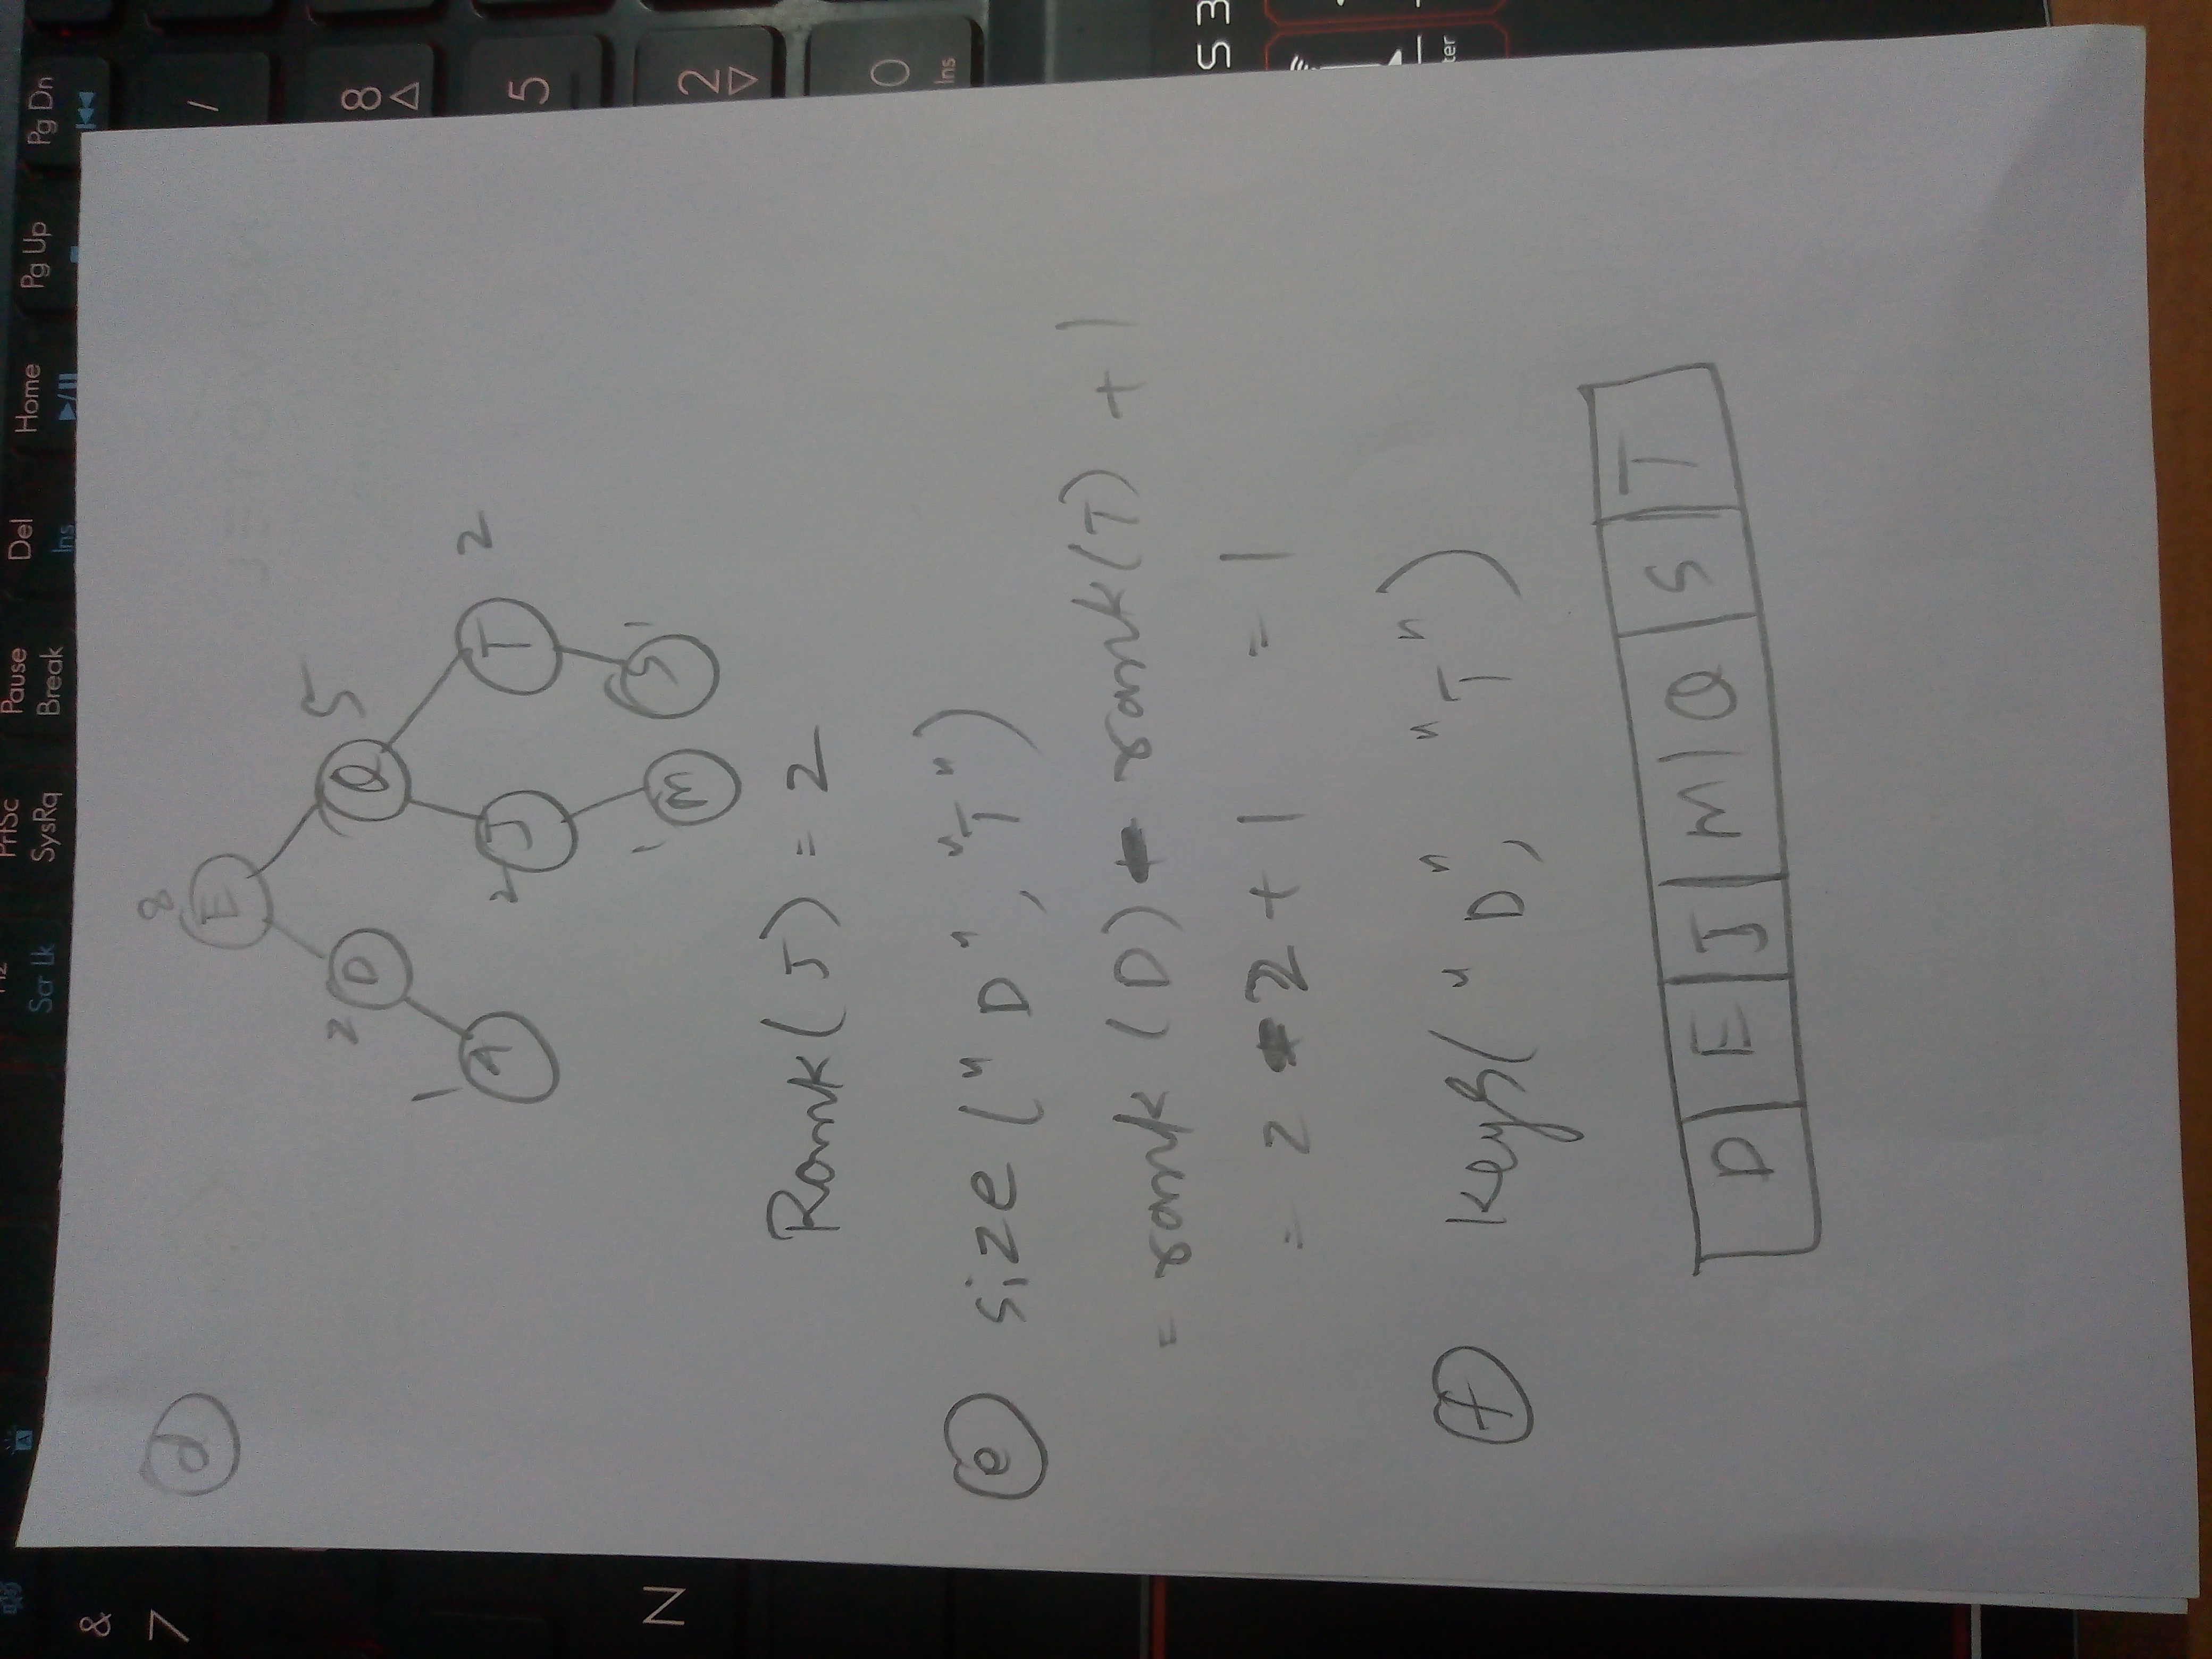 PrtSc Pause Del Home Pg Up Pg Dn
Scr Lk SysRq Break Ins
&
7
N
/
8
5
2
0
Ins
S 3
NOVOTEL
d
8
E
2 D Q 5
1
A 2 J T 2
1 M S 1
Rank(J) = 2
e size("D", "T")
= rank (D) - rank(T) + 1
= 2 - 2 + 1 = 1
f Keys("D", "T")
D E J M Q S T